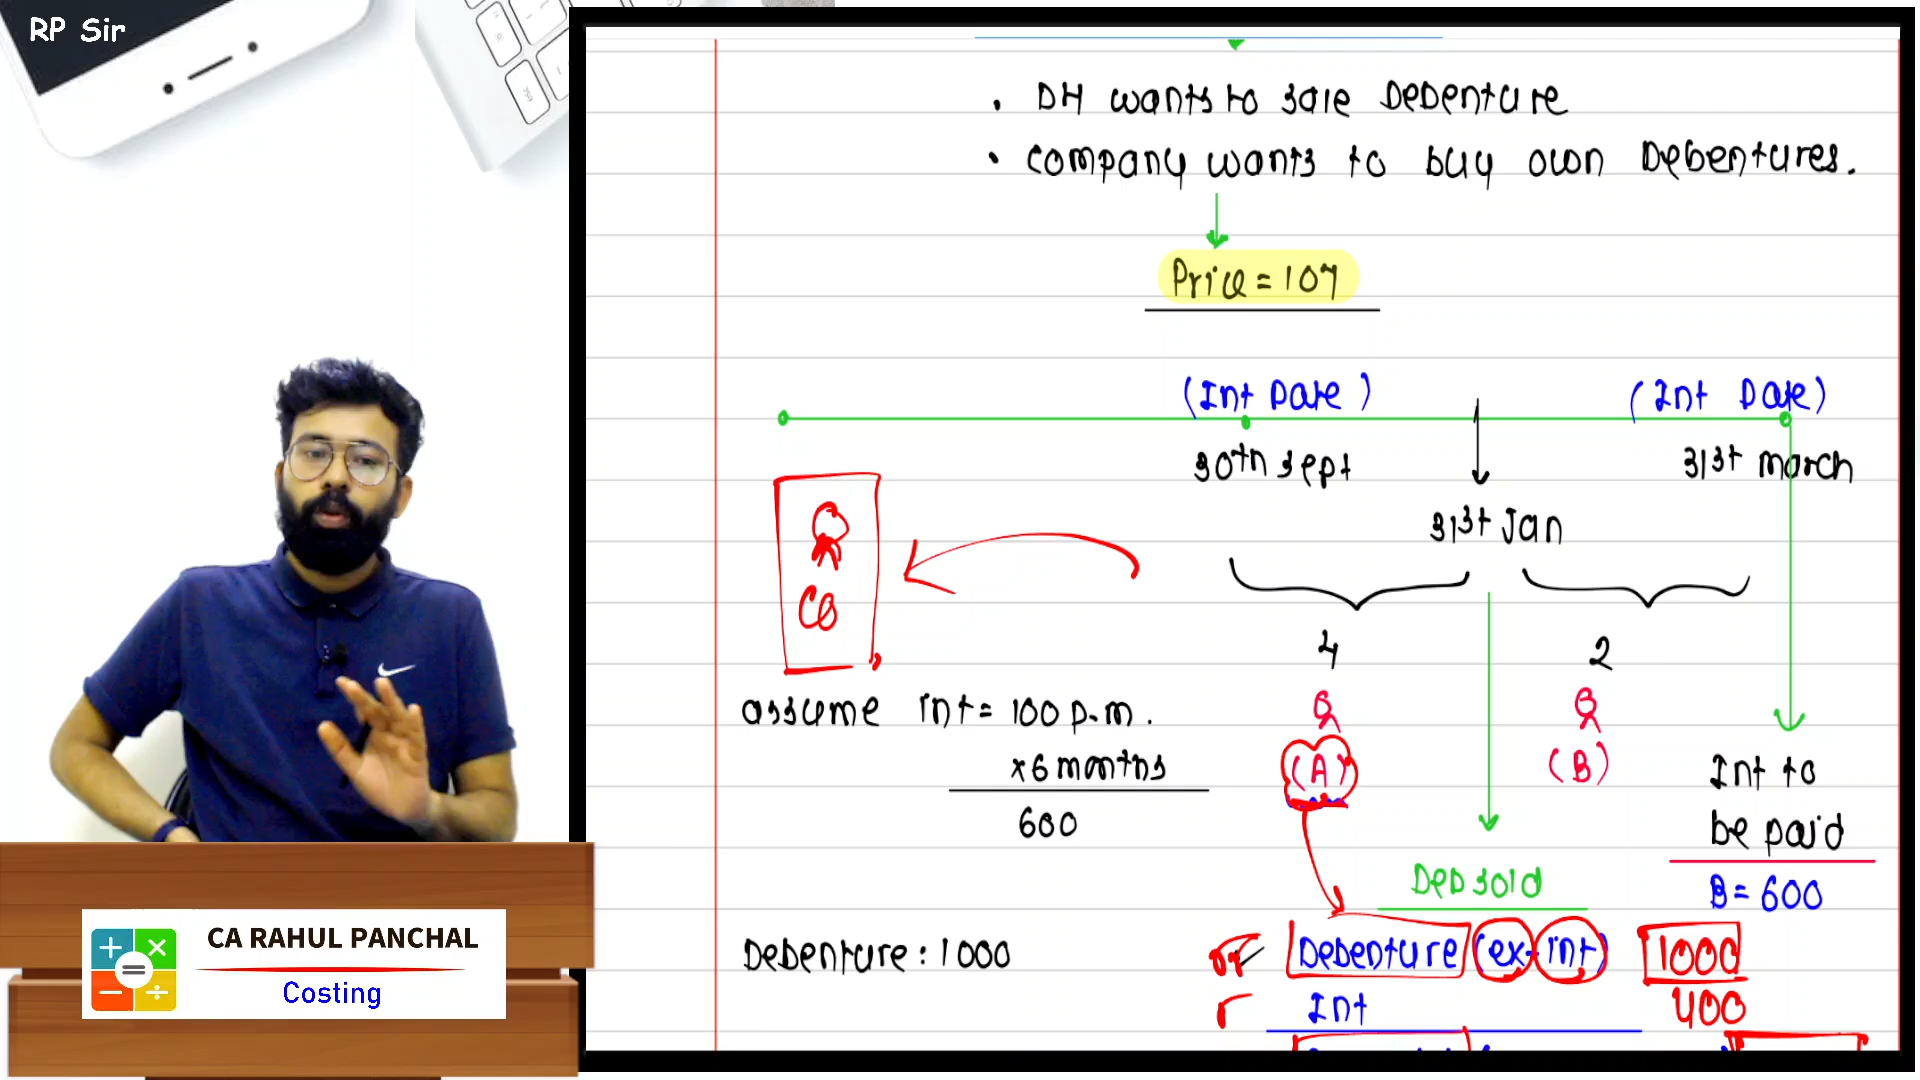 RP Sir
• DH wants to sale Debenture
• Company wants to buy own Debentures.
Price = 107
(Int Date) (Int Date)
30th sept 31st march
31st Jan
CO
4 2
assume int = 100 p.m. (A) (B) Int to
x 6 months be paid
600
Deb sold B = 600
Debenture : 1000 Debenture (ex-int) 1000
Int 400
CA RAHUL PANCHAL
Costing